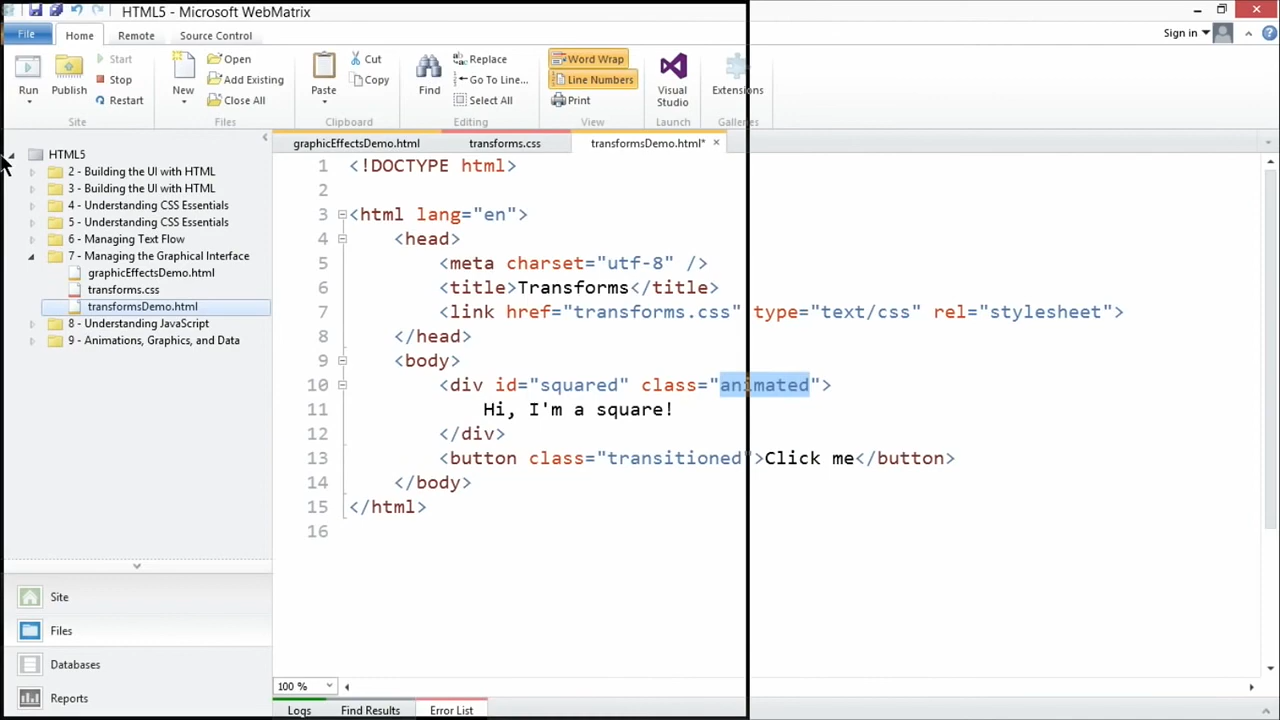 HTML5 - Microsoft WebMatrix
File Home Remote Source Control Sign in
Start Open Cut Replace Word Wrap
Stop Add Existing Copy Go To Line... Line Numbers
Run Publish Restart New Close All Paste Find Select All Print Visual Studio Extensions
Site Files Clipboard Editing View Launch Galleries
graphicEffectsDemo.html transforms.css transformsDemo.html*
HTML5
2 - Building the UI with HTML
3 - Building the UI with HTML
4 - Understanding CSS Essentials
5 - Understanding CSS Essentials
6 - Managing Text Flow
7 - Managing the Graphical Interface
graphicEffectsDemo.html
transforms.css
transformsDemo.html
8 - Understanding JavaScript
9 - Animations, Graphics, and Data
1 <!DOCTYPE html>
2
3 <html lang="en">
4 <head>
5 <meta charset="utf-8" />
6 <title>Transforms</title>
7 <link href="transforms.css" type="text/css" rel="stylesheet">
8 </head>
9 <body>
10 <div id="squared" class="animated">
11 Hi, I'm a square!
12 </div>
13 <button class="transitioned">Click me</button>
14 </body>
15 </html>
16
Site
Files
Databases
Reports
100 %
Logs Find Results Error List